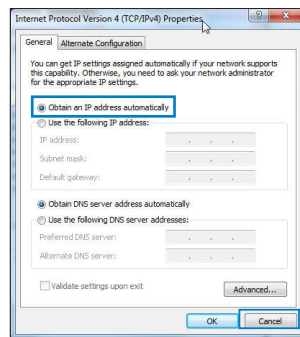 Internet Protocol Version 4 (TCP/IPv4) Properties
General
Alternate Configuration
You can get IP settings assigned automatically if your network supports
this capability. Otherwise, you need to ask your network administrator
for the appropriate IP settings.
Obtain an IP address automatically
Use the following IP address:
IP address:
Subnet mask:
Default gateway:
Obtain DNS server address automatically
Use the following DNS server addresses:
Preferred DNS server:
Alternate DNS server:
Validate settings upon exit
Advanced...
OK
Cancel